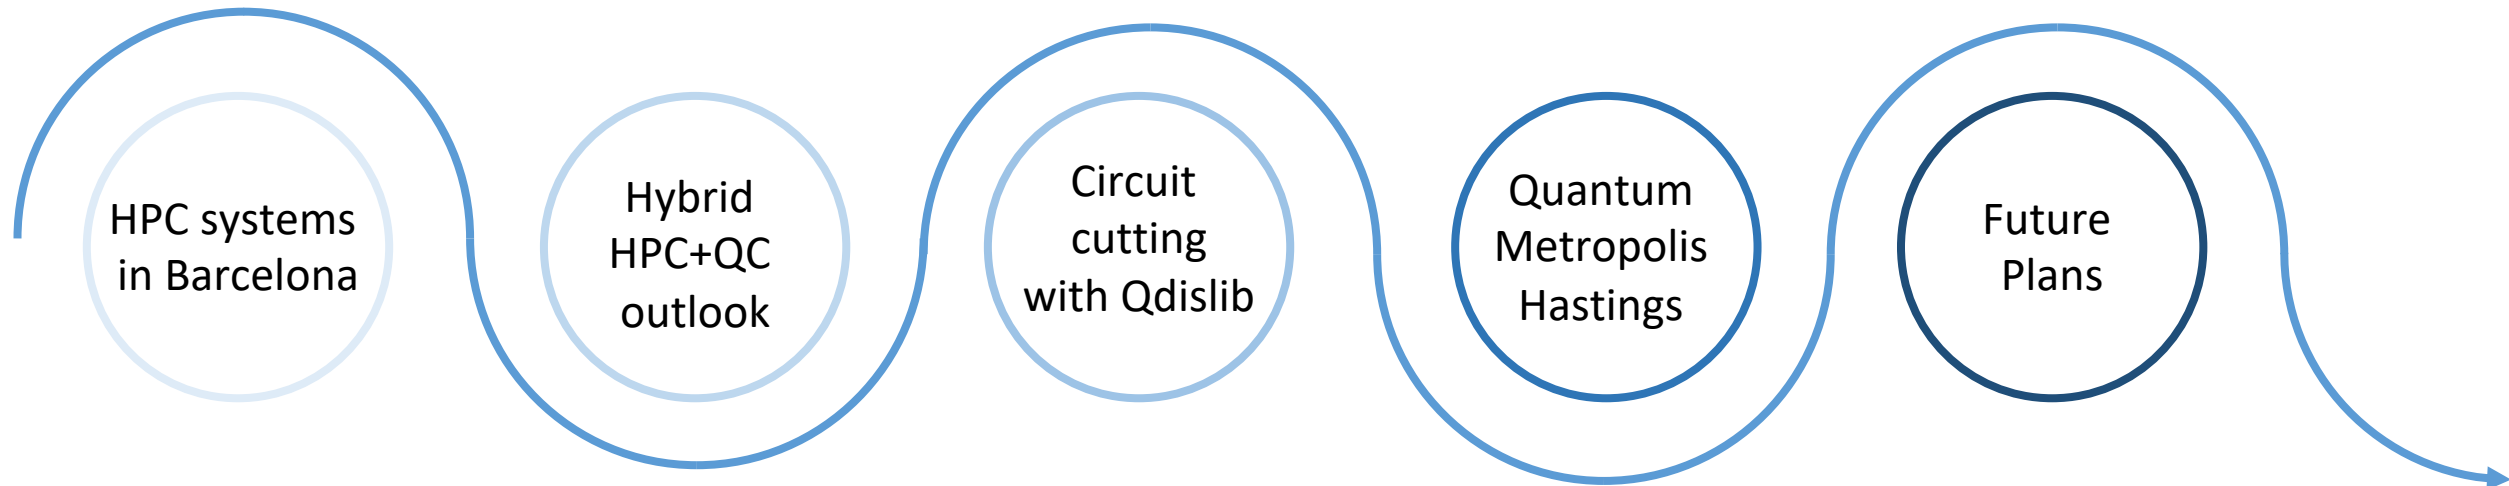 HPC systems
in Barcelona
Hybrid
HPC+QC
outlook
Circuit
cutting
with Qdislib
Quantum
Metropolis
Hastings
Future
Plans